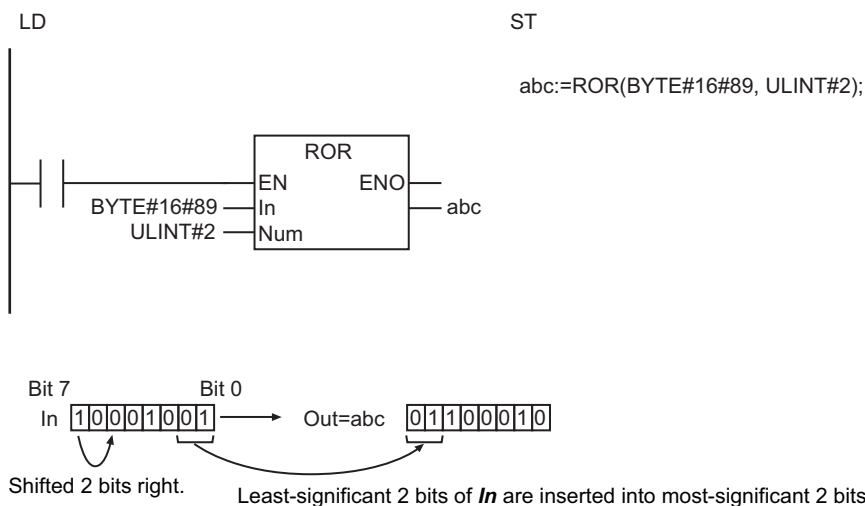 LD
ST
abc:=ROR(BYTE#16#89, ULINT#2);
ROR
EN ENO
BYTE#16#89 In abc
ULINT#2 Num
Bit 7 Bit 0
In 1 0 0 0 1 0 0 1 Out=abc 0 1 1 0 0 0 1 0
Shifted 2 bits right.
Least-significant 2 bits of In are inserted into most-significant 2 bits